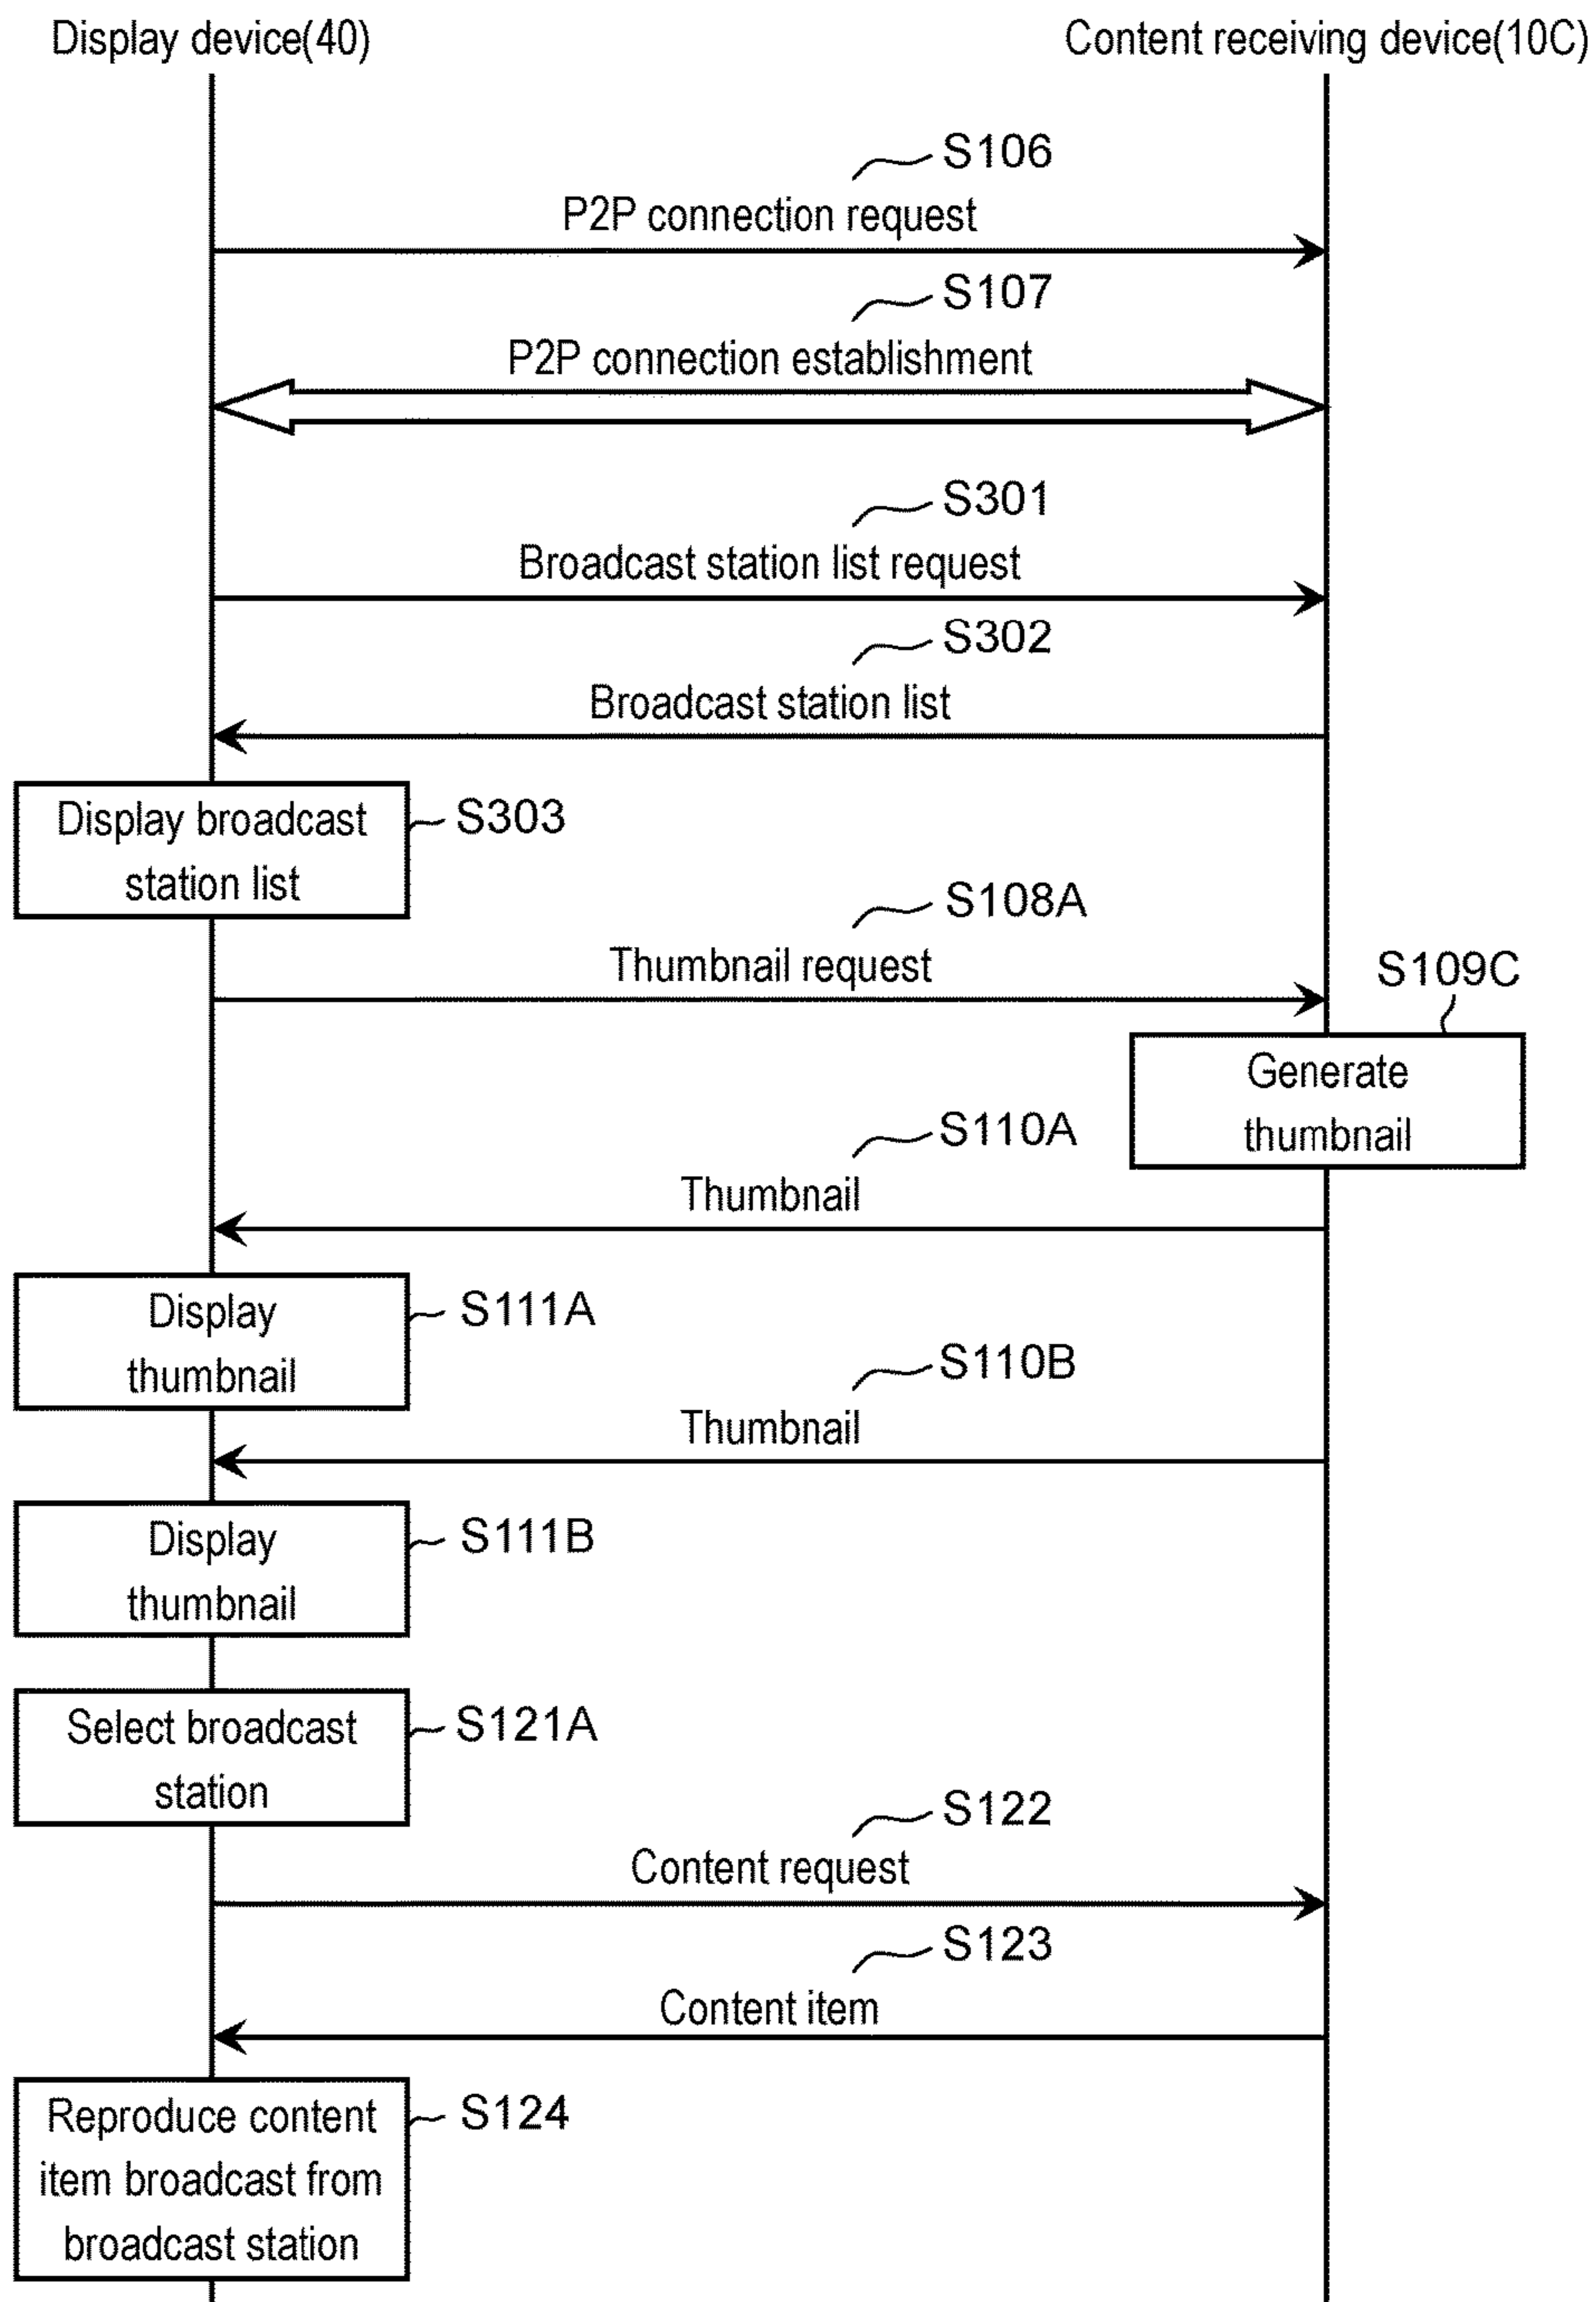 Display device(40)
Content receiving device(10C)
S106
P2P connection request
S107
P2P connection establishment
S301
Broadcast station list request
S302
Broadcast station list
Display broadcast
station list
S303
S108A
Thumbnail request
S109C
Generate
thumbnail
S110A
Thumbnail
Display
thumbnail
S111A
S110B
Thumbnail
Display
thumbnail
S111B
Select broadcast
station
S121A
S122
Content request
S123
Content item
Reproduce content
item broadcast from
broadcast station
S124